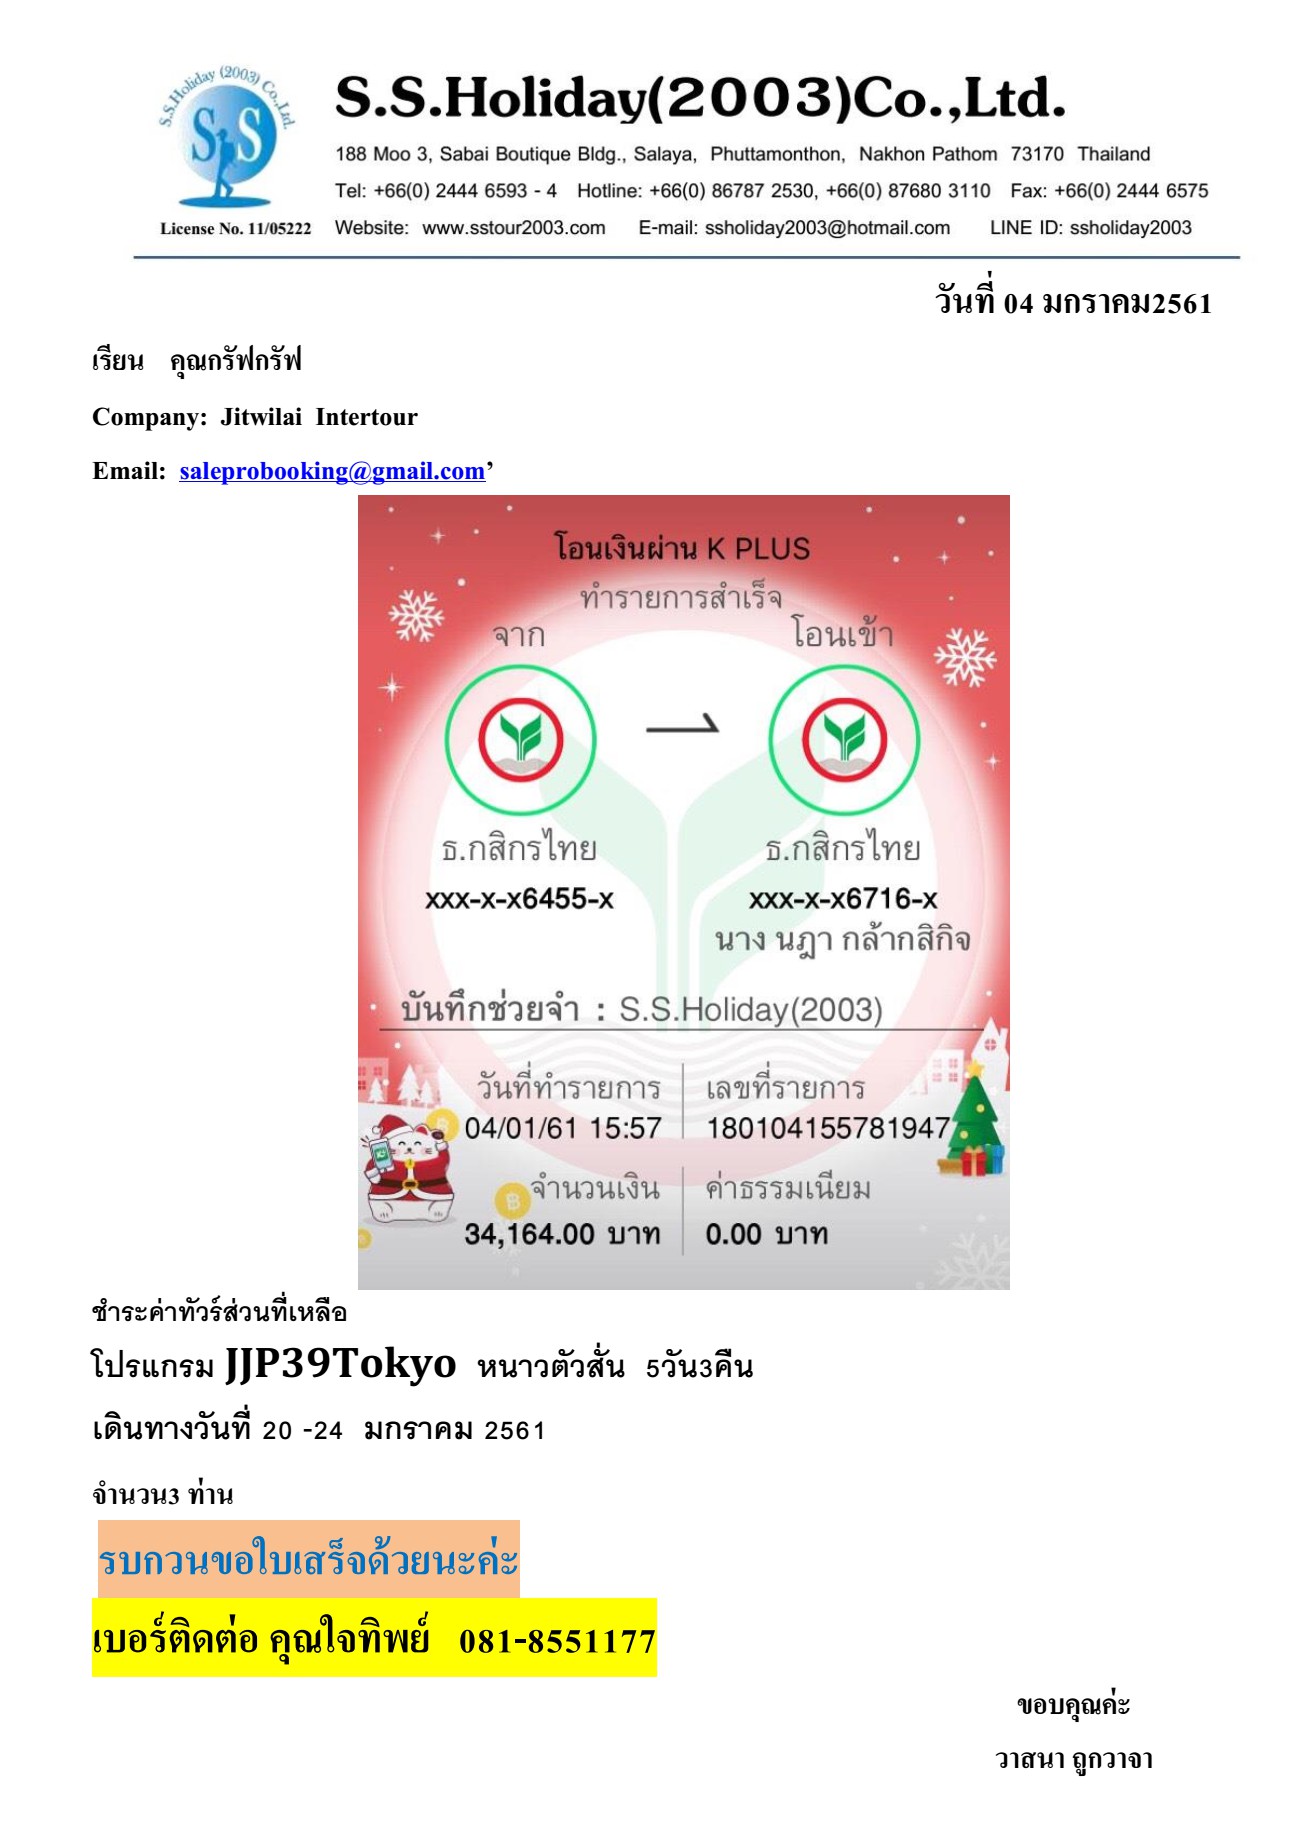 S.S.Holiday (2003) Co.,Ltd.
SS
License No. 11/05222
S.S.Holiday(2003)Co.,Ltd.
188 Moo 3, Sabai Boutique Bldg., Salaya, Phuttamonthon, Nakhon Pathom 73170 Thailand
Tel: +66(0) 2444 6593 - 4 Hotline: +66(0) 86787 2530, +66(0) 87680 3110 Fax: +66(0) 2444 6575
Website: www.sstour2003.com E-mail: ssholiday2003@hotmail.com LINE ID: ssholiday2003
วันที่ 04 มกราคม2561
เรียน คุณกรัฟกรัฟ
Company: Jitwilai Intertour
Email: saleprobooking@gmail.com’
โอนเงินผ่าน K PLUS
ทำรายการสำเร็จ
จาก โอนเข้า
ธ.กสิกรไทย ธ.กสิกรไทย
xxx-x-x6455-x xxx-x-x6716-x
นาง นฎา กล้ากสิกิจ
บันทึกช่วยจำ : S.S.Holiday(2003)
วันที่ทำรายการ เลขที่รายการ
04/01/61 15:57 180104155781947
จำนวนเงิน ค่าธรรมเนียม
34,164.00 บาท 0.00 บาท
ชำระค่าทัวร์ส่วนที่เหลือ
โปรแกรม JJP39Tokyo หนาวตัวสั่น 5วัน3คืน
เดินทางวันที่ 20 -24 มกราคม 2561
จำนวน3 ท่าน
รบกวนขอใบเสร็จด้วยนะค่ะ
เบอร์ติดต่อ คุณใจทิพย์ 081-8551177
ขอบคุณค่ะ
วาสนา ถูกวาจา